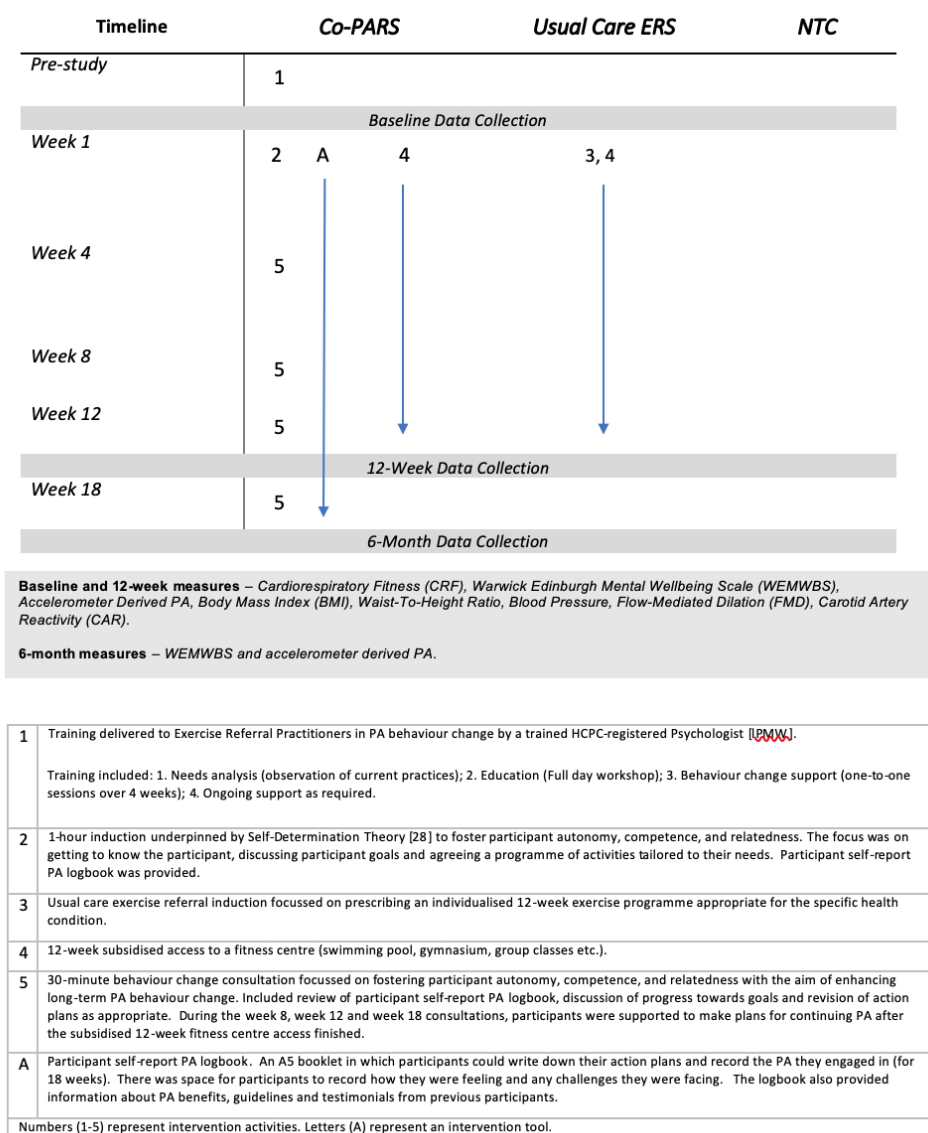 Timeline Co-PARS Usual Care ERS NTC
Pre-study
1
Baseline Data Collection
Week 1
2 A 4 3, 4
Week 4
5
Week 8
5
Week 12
5
12-Week Data Collection
Week 18
5
6-Month Data Collection
Baseline and 12-week measures – Cardiorespiratory Fitness (CRF), Warwick Edinburgh Mental Wellbeing Scale (WEMWBS),
Accelerometer Derived PA, Body Mass Index (BMI), Waist-To-Height Ratio, Blood Pressure, Flow-Mediated Dilation (FMD), Carotid Artery
Reactivity (CAR).
6-month measures – WEMWBS and accelerometer derived PA.
1 Training delivered to Exercise Referral Practitioners in PA behaviour change by a trained HCPC-registered Psychologist [LPMW].
Training included: 1. Needs analysis (observation of current practices); 2. Education (Full day workshop); 3. Behaviour change support (one-to-one
sessions over 4 weeks); 4. Ongoing support as required.
2 1-hour induction underpinned by Self-Determination Theory [28] to foster participant autonomy, competence, and relatedness. The focus was on
getting to know the participant, discussing participant goals and agreeing a programme of activities tailored to their needs. Participant self-report
PA logbook was provided.
3 Usual care exercise referral induction focussed on prescribing an individualised 12-week exercise programme appropriate for the specific health
condition.
4 12-week subsidised access to a fitness centre (swimming pool, gymnasium, group classes etc.).
5 30-minute behaviour change consultation focussed on fostering participant autonomy, competence, and relatedness with the aim of enhancing
long-term PA behaviour change. Included review of participant self-report PA logbook, discussion of progress towards goals and revision of action
plans as appropriate. During the week 8, week 12 and week 18 consultations, participants were supported to make plans for continuing PA after
the subsidised 12-week fitness centre access finished.
A Participant self-report PA logbook. An A5 booklet in which participants could write down their action plans and record the PA they engaged in (for
18 weeks). There was space for participants to record how they were feeling and any challenges they were facing. The logbook also provided
information about PA benefits, guidelines and testimonials from previous participants.
Numbers (1-5) represent intervention activities. Letters (A) represent an intervention tool.